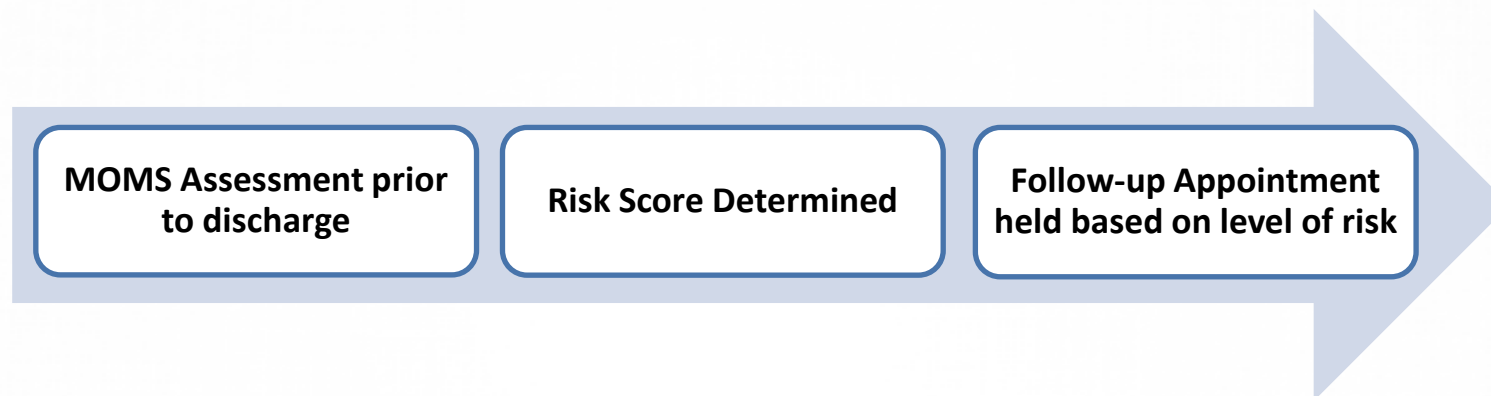 MOMS Assessment prior
to discharge
Risk Score Determined
Follow-up Appointment
held based on level of risk